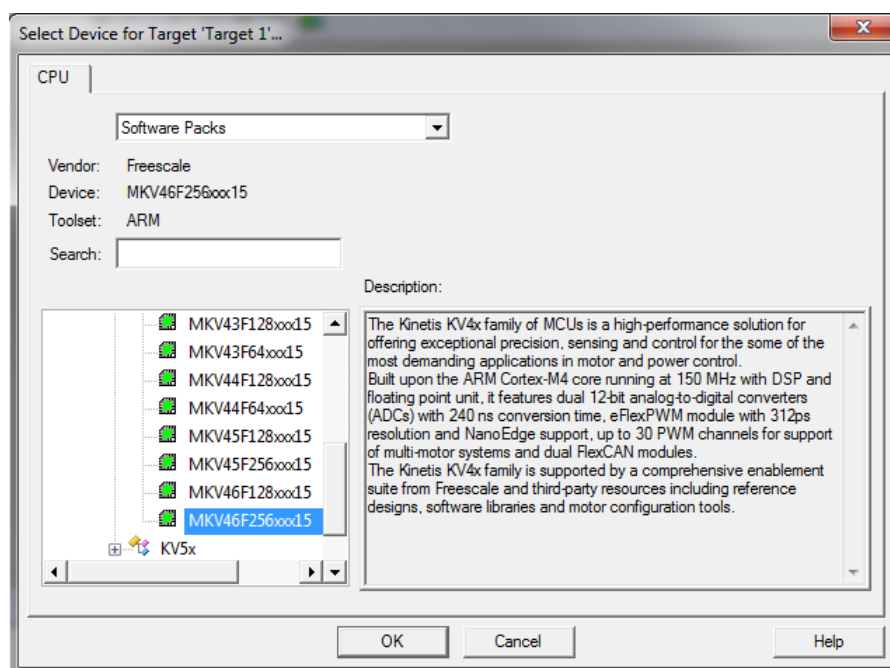 Select Device for Target 'Target 1'...
CPU
Software Packs
Vendor: Freescale
Device: MKV46F256xxx15
Toolset: ARM
Search:
Description:
MKV43F128xxx15
MKV43F64xxx15
MKV44F128xxx15
MKV44F64xxx15
MKV45F128xxx15
MKV45F256xxx15
MKV46F128xxx15
MKV46F256xxx15
KV5x
The Kinetis KV4x family of MCUs is a high-performance solution for
offering exceptional precision, sensing and control for the some of the
most demanding applications in motor and power control.
Built upon the ARM Cortex-M4 core running at 150 MHz with DSP and
floating point unit, it features dual 12-bit analog-to-digital converters
(ADCs) with 240 ns conversion time, eFlexPWM module with 312ps
resolution and NanoEdge support, up to 30 PWM channels for support
of multi-motor systems and dual FlexCAN modules.
The Kinetis KV4x family is supported by a comprehensive enablement
suite from Freescale and third-party resources including reference
designs, software libraries and motor configuration tools.
OK
Cancel
Help